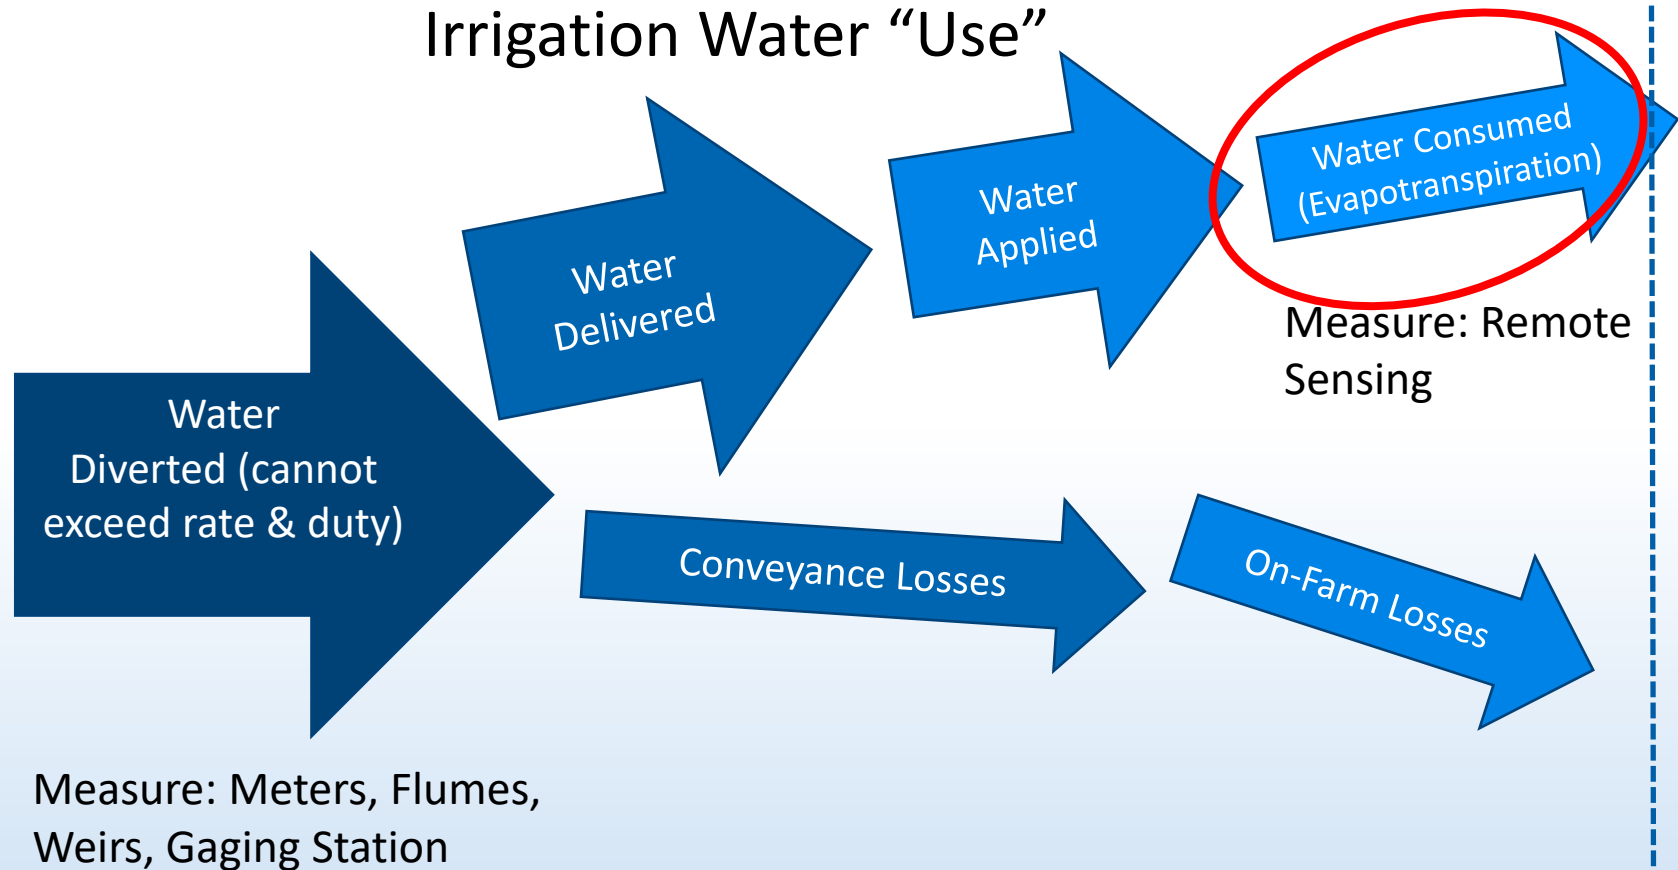 Irrigation Water “Use”
Water
Diverted (cannot
exceed rate & duty)
Measure: Meters, Flumes,
Weirs, Gaging Station
Water
Delivered
Water
Applied
Water Consumed
(Evapotranspiration)
Measure: Remote
Sensing
Conveyance Losses
On-Farm Losses